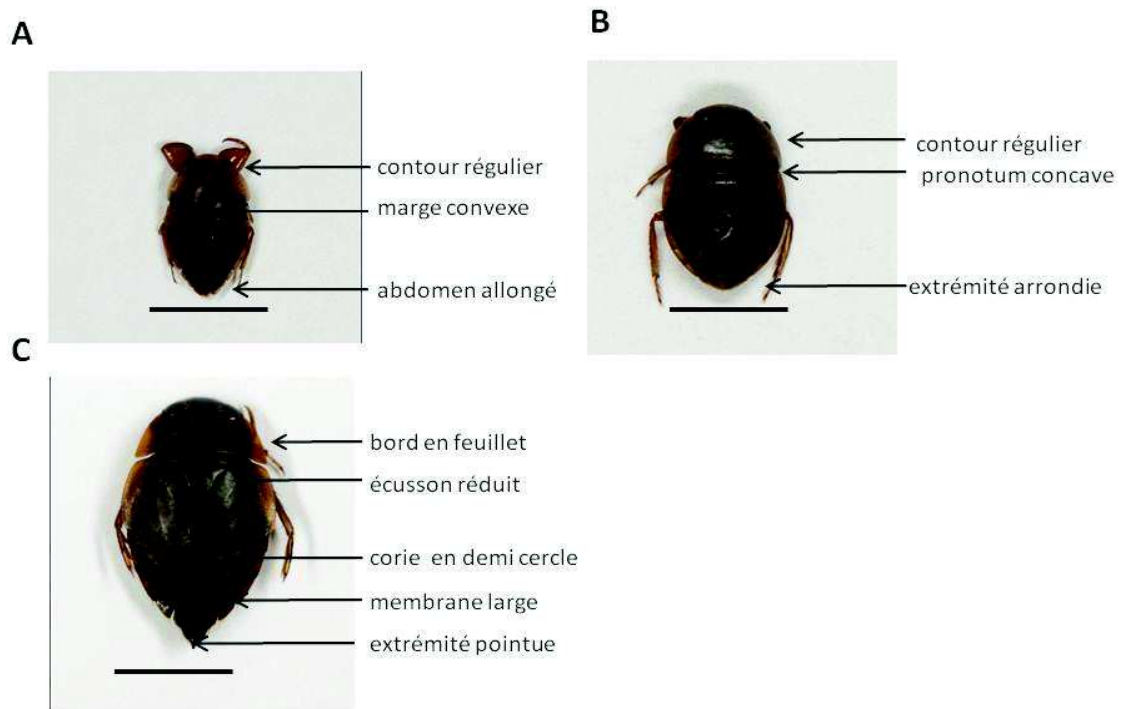 A
contour régulier
marge convexe
abdomen allongé
B
contour régulier
pronotum concave
extrémité arrondie
C
bord en feuillet
écusson réduit
corie en demi cercle
membrane large
extrémité pointue